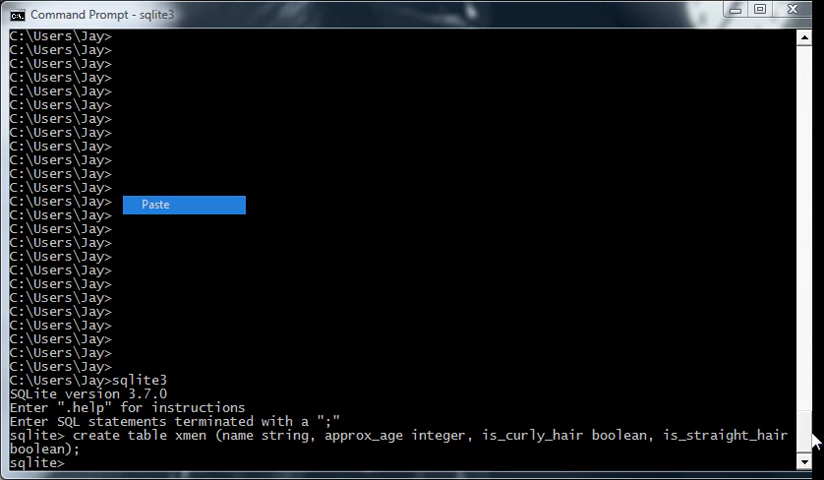 Command Prompt - sqlite3
C:\Users\Jay>
C:\Users\Jay>
C:\Users\Jay>
C:\Users\Jay>
C:\Users\Jay>
C:\Users\Jay>
C:\Users\Jay>
C:\Users\Jay>
C:\Users\Jay>
C:\Users\Jay>
C:\Users\Jay>
C:\Users\Jay>
C:\Users\Jay>
Paste
C:\Users\Jay>
C:\Users\Jay>
C:\Users\Jay>
C:\Users\Jay>
C:\Users\Jay>
C:\Users\Jay>
C:\Users\Jay>
C:\Users\Jay>
C:\Users\Jay>
C:\Users\Jay>
C:\Users\Jay>
C:\Users\Jay>
C:\Users\Jay>sqlite3
SQLite version 3.7.0
Enter ".help" for instructions
Enter SQL statements terminated with a ";"
sqlite> create table xmen (name string, approx_age integer, is_curly_hair boolean, is_straight_hair
boolean);
sqlite>